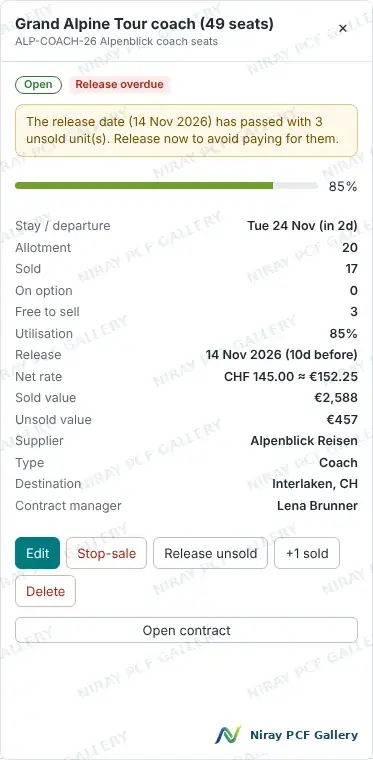 Grand Alpine Tour coach (49 seats)
ALP-COACH-26 Alpenblick coach seats
×
Open Release overdue
The release date (14 Nov 2026) has passed with 3
unsold unit(s). Release now to avoid paying for them.
85%
Stay / departure Tue 24 Nov (in 2d)
Allotment 20
Sold 17
On option 0
Free to sell 3
Utilisation 85%
Release 14 Nov 2026 (10d before)
Net rate CHF 145.00 ≈ €152.25
Sold value €2,588
Unsold value €457
Supplier Alpenblick Reisen
Type Coach
Destination Interlaken, CH
Contract manager Lena Brunner
Edit Stop-sale Release unsold +1 sold
Delete
Open contract
Niray PCF Gallery
NIRAY PCF GALLERY